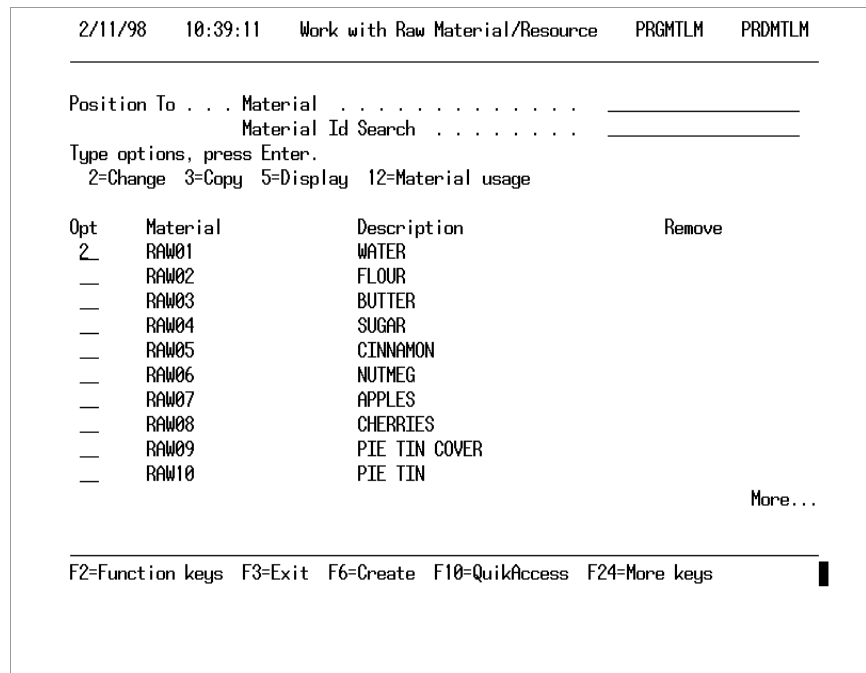 2/11/98 10:39:11 Work with Raw Material/Resource PRGMTLM PRDMTLM
Position To . . . Material . . . . . . . . . . . . .
Material Id Search . . . . . . . .
Type options, press Enter.
2=Change 3=Copy 5=Display 12=Material usage
Opt Material Description Remove
2 RAW01 WATER
RAW02 FLOUR
RAW03 BUTTER
RAW04 SUGAR
RAW05 CINNAMON
RAW06 NUTMEG
RAW07 APPLES
RAW08 CHERRIES
RAW09 PIE TIN COVER
RAW10 PIE TIN
More...
F2=Function keys F3=Exit F6=Create F10=QuikAccess F24=More keys